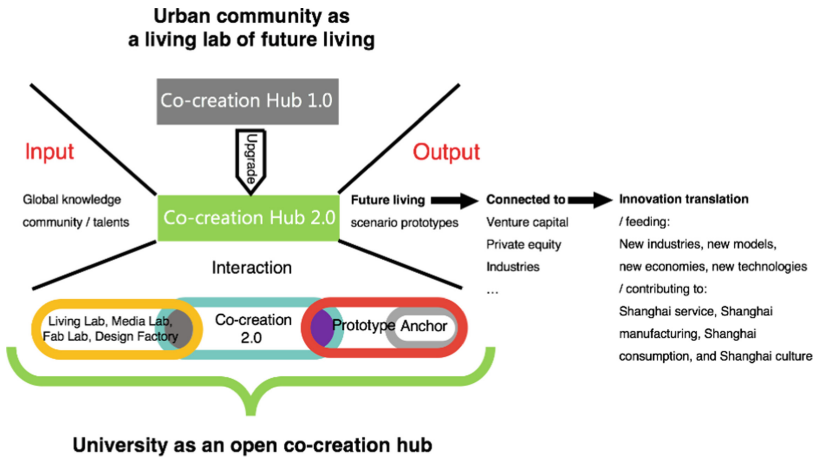 Urban community as
a living lab of future living
Co-creation Hub 1.0
Upgrade
Input
Output
Global knowledge
community / talents
Co-creation Hub 2.0
Future living
scenario prototypes
Connected to
Venture capital
Private equity
Industries
...
Innovation translation
/ feeding:
New industries, new models,
new economies, new technologies
/ contributing to:
Shanghai service, Shanghai
manufacturing, Shanghai
consumption, and Shanghai culture
Interaction
Living Lab, Media Lab,
Fab Lab, Design Factory
Co-creation
2.0
Prototype
Anchor
University as an open co-creation hub